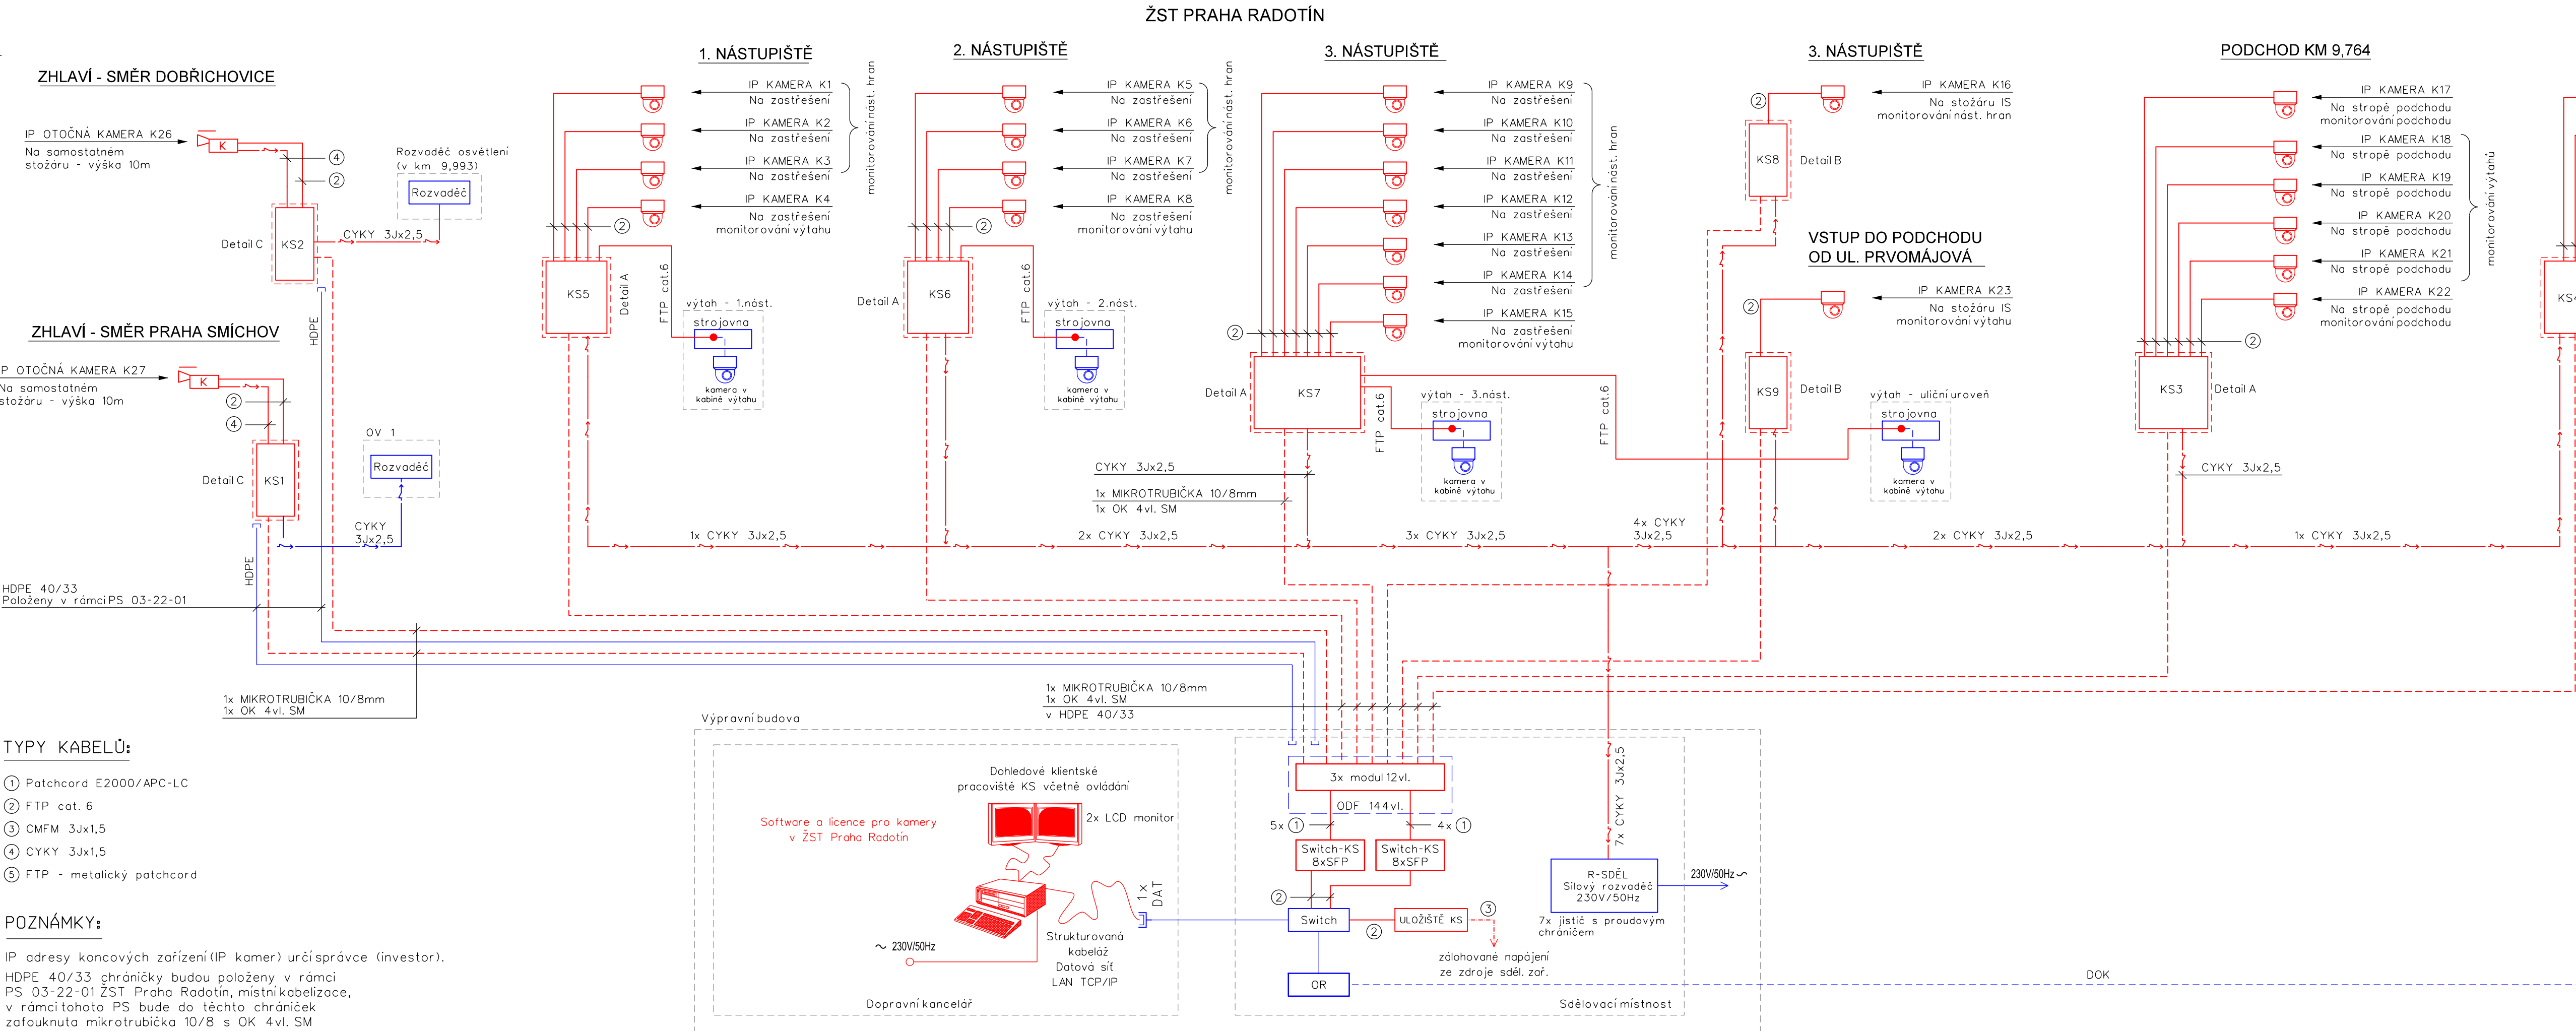 ŽST PRAHA RADOTÍN
ZHLAVÍ - SMĚR DOBŘICHOVICE
IP OTOČNÁ KAMERA K26
Na samostatném
stožáru - výška 10m
K
4
2
Rozvaděč osvětlení
(v km 9,993)
Rozvaděč
Detail C
KS2
CYKY 3Jx2,5
HDPE
ZHLAVÍ - SMĚR PRAHA SMÍCHOV
IP OTOČNÁ KAMERA K27
Na samostatném
stožáru - výška 10m
K
2
4
OV 1
Rozvaděč
Detail C
KS1
CYKY
3Jx2,5
HDPE
HDPE 40/33
Položeny v rámci PS 03-22-01
1x MIKROTRUBIČKA 10/8mm
1x OK 4vl. SM
1. NÁSTUPIŠTĚ
IP KAMERA K1
Na zastřešení
IP KAMERA K2
Na zastřešení
IP KAMERA K3
Na zastřešení
IP KAMERA K4
Na zastřešení
monitorování výtahu
monitorování nást. hran
2
KS5
Detail A
FTP cat.6
výtah - 1.nást.
strojovna
kamera v
kabině výtahu
2. NÁSTUPIŠTĚ
IP KAMERA K5
Na zastřešení
IP KAMERA K6
Na zastřešení
IP KAMERA K7
Na zastřešení
IP KAMERA K8
Na zastřešení
monitorování výtahu
monitorování nást. hran
2
Detail A
KS6
FTP cat.6
výtah - 2.nást.
strojovna
kamera v
kabině výtahu
3. NÁSTUPIŠTĚ
IP KAMERA K9
Na zastřešení
IP KAMERA K10
Na zastřešení
IP KAMERA K11
Na zastřešení
IP KAMERA K12
Na zastřešení
IP KAMERA K13
Na zastřešení
IP KAMERA K14
Na zastřešení
IP KAMERA K15
Na zastřešení
monitorování výtahu
monitorování nást. hran
2
Detail A
KS7
FTP cat.6
výtah - 3.nást.
strojovna
kamera v
kabině výtahu
CYKY 3Jx2,5
1x MIKROTRUBIČKA 10/8mm
1x OK 4vl. SM
FTP cat.6
3. NÁSTUPIŠTĚ
IP KAMERA K16
Na stožáru IS
monitorování nást. hran
2
KS8
Detail B
VSTUP DO PODCHODU
OD UL. PRVOMÁJOVÁ
IP KAMERA K23
Na stožáru IS
monitorování výtahu
2
KS9
Detail B
výtah - uliční uroveň
strojovna
kamera v
kabině výtahu
PODCHOD KM 9,764
IP KAMERA K17
Na stropě podchodu
monitorování podchodu
IP KAMERA K18
Na stropě podchodu
IP KAMERA K19
Na stropě podchodu
IP KAMERA K20
Na stropě podchodu
IP KAMERA K21
Na stropě podchodu
IP KAMERA K22
Na stropě podchodu
monitorování podchodu
monitorování výtahů
2
KS3
Detail A
CYKY 3Jx2,5
KS4
1x CYKY 3Jx2,5
2x CYKY 3Jx2,5
3x CYKY 3Jx2,5
4x CYKY
3Jx2,5
2x CYKY 3Jx2,5
1x CYKY 3Jx2,5
1x MIKROTRUBIČKA 10/8mm
1x OK 4vl. SM
v HDPE 40/33
Výpravní budova
TYPY KABELŮ:
1 Patchcord E2000/APC-LC
2 FTP cat. 6
3 CMFM 3Jx1,5
4 CYKY 3Jx1,5
5 FTP - metalický patchcord
POZNÁMKY:
IP adresy koncových zařízení (IP kamer) určí správce (investor).
HDPE 40/33 chráničky budou položeny v rámci
PS 03-22-01 ŽST Praha Radotín, místní kabelizace,
v rámci tohoto PS bude do těchto chrániček
zafouknuta mikrotrubička 10/8 s OK 4vl. SM
Dohledové klientské
pracoviště KS včetně ovládání
2x LCD monitor
Software a licence pro kamery
v ŽST Praha Radotín
~ 230V/50Hz
1x
DAT
Strukturovaná
kabeláž
Datová síť
LAN TCP/IP
Dopravní kancelář
3x modul 12vl.
ODF 144vl.
5x 1
4x 1
Switch-KS
8xSFP
Switch-KS
8xSFP
2
Switch
2
ULOŽIŠTĚ KS
3
zálohované napájení
ze zdroje sděl. zař.
OR
Sdělovací místnost
7x CYKY 3Jx2,5
R-SDĚL
Silový rozvaděč
230V/50Hz
7x jistič s proudovým
chráničem
230V/50Hz ~
DOK